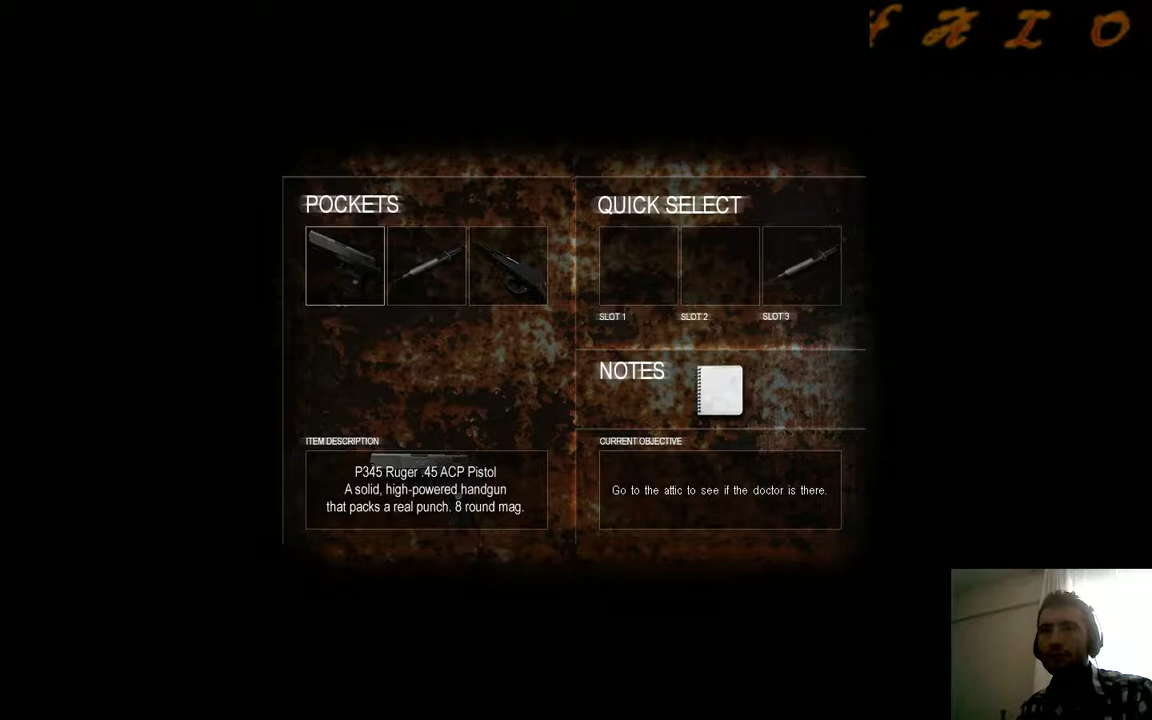 POCKETS
QUICK SELECT
SLOT 1
SLOT 2
SLOT 3
NOTES
ITEM DESCRIPTION
P345 Ruger .45 ACP Pistol
A solid, high-powered handgun
that packs a real punch. 8 round mag.
CURRENT OBJECTIVE
Go to the attic to see if the doctor is there.